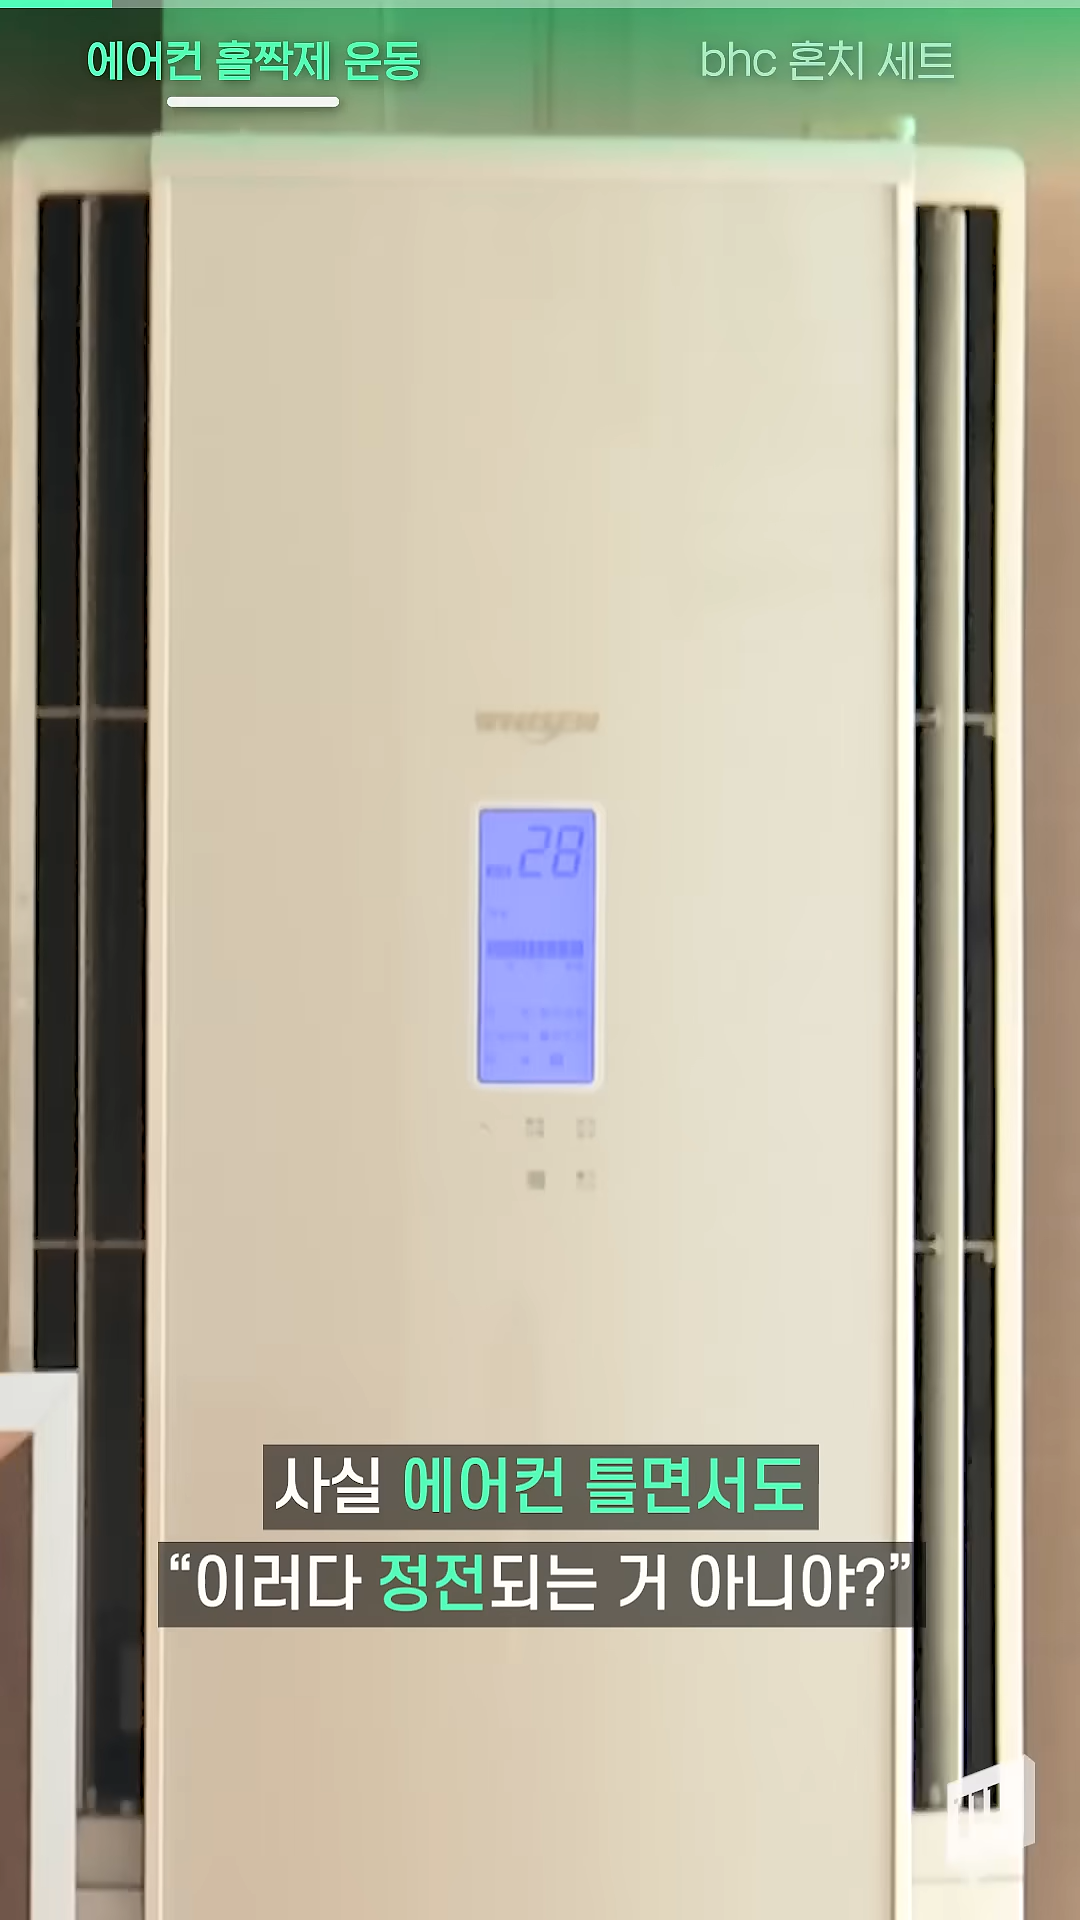 에어컨 홀짝제 운동
bhc 혼치 세트
28
사실 에어컨 틀면서도
“이러다 정전되는 거 아니야?”